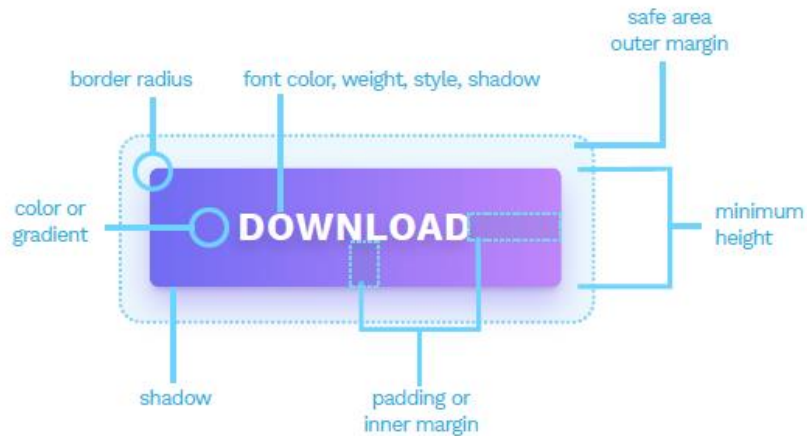 safe area
outer margin
border radius
font color, weight, style, shadow
color or
gradient
DOWNLOAD
minimum
height
shadow
padding or
inner margin